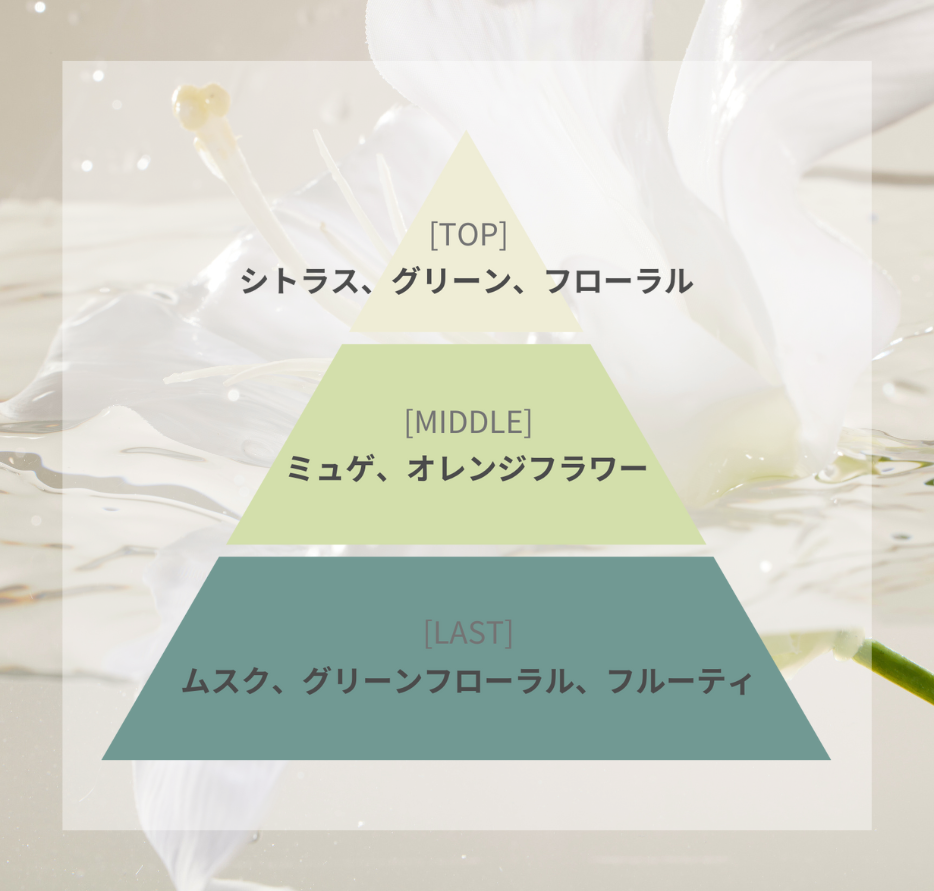 [TOP]
シトラス、グリーン、フローラル
[MIDDLE]
ミュゲ、オレンジフラワー
[LAST]
ムスク、グリーンフローラル、フルーティ